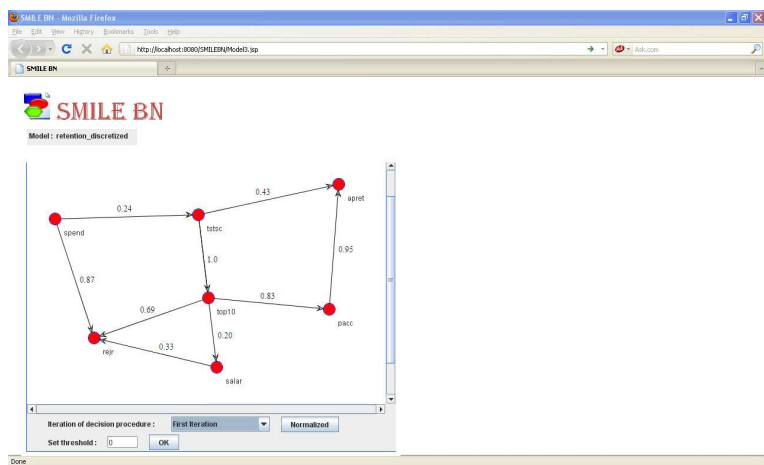 SMILE BN - Mozilla Firefox
File Edit View History Bookmarks Tools Help
http://localhost:8080/SMILEBN/Model3.jsp
Ask.com
SMILE BN
SMILE BN
Model : retention_discretized
0.43
apret
0.24
spend
tstsc
1.0
0.95
0.87
0.83
0.69
top10
pacc
0.20
0.33
rejr
salar
Iteration of decision procedure : First Iteration Normalized
Set threshold : 0 OK
Done